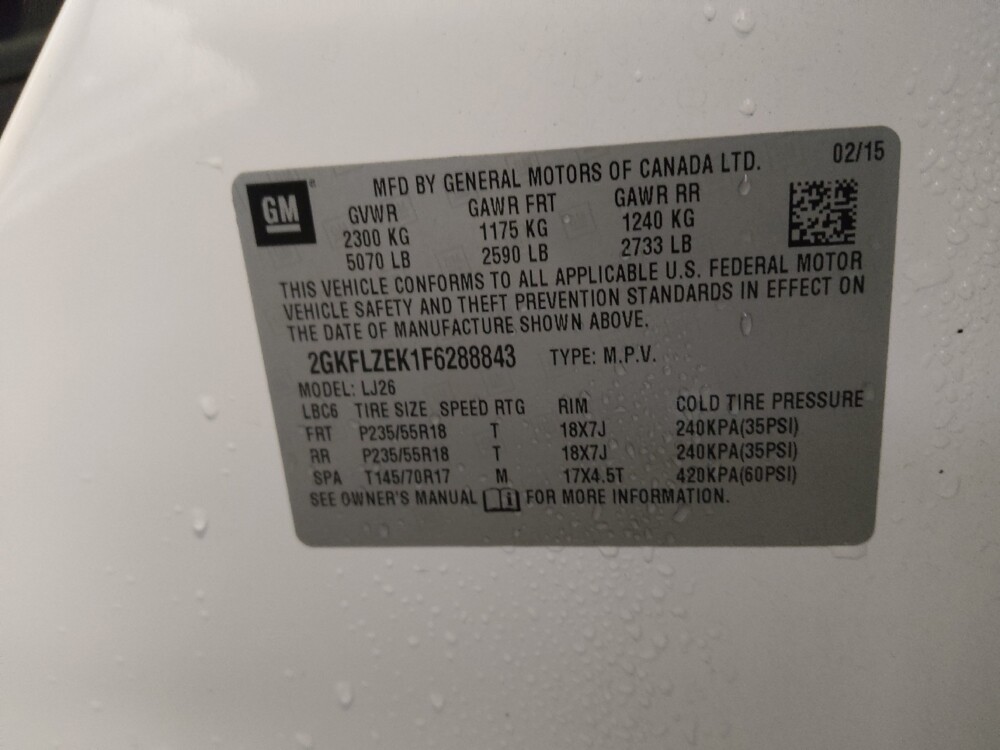 GM
MFD BY GENERAL MOTORS OF CANADA LTD. 02/15
GVWR GAWR FRT GAWR RR
2300 KG 1175 KG 1240 KG
5070 LB 2590 LB 2733 LB
THIS VEHICLE CONFORMS TO ALL APPLICABLE U.S. FEDERAL MOTOR
VEHICLE SAFETY AND THEFT PREVENTION STANDARDS IN EFFECT ON
THE DATE OF MANUFACTURE SHOWN ABOVE.
2GKFLZEK1F6288843 TYPE: M.P.V.
MODEL: LJ26
LBC6 TIRE SIZE SPEED RTG RIM COLD TIRE PRESSURE
FRT P235/55R18 T 18X7J 240KPA(35PSI)
RR P235/55R18 T 18X7J 240KPA(35PSI)
SPA T145/70R17 M 17X4.5T 420KPA(60PSI)
SEE OWNER'S MANUAL FOR MORE INFORMATION.